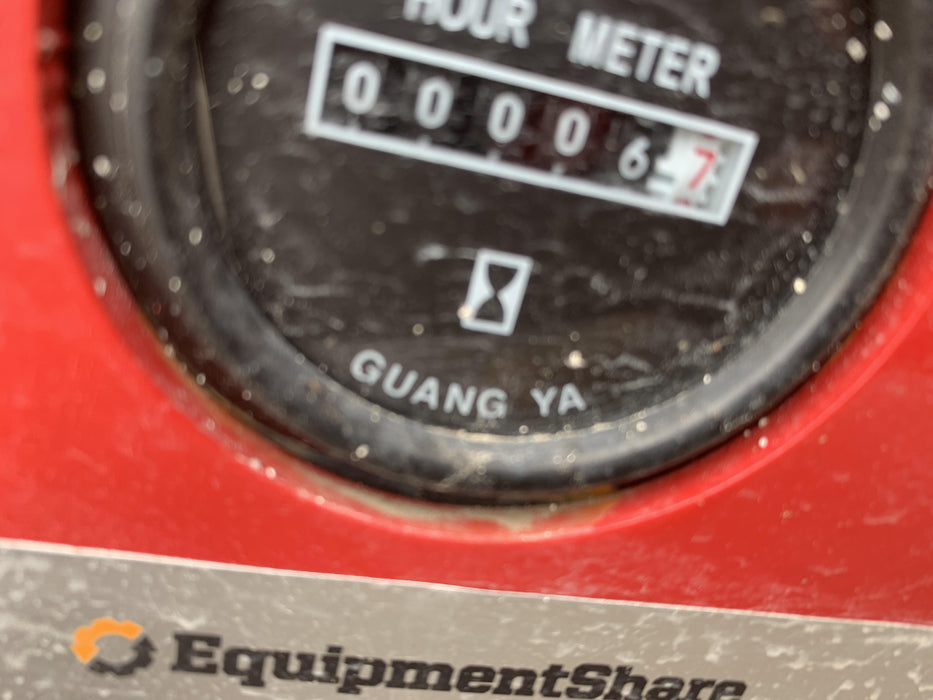 HOUR METER
0 0 0 0 6 7
GUANG YA
EquipmentShare